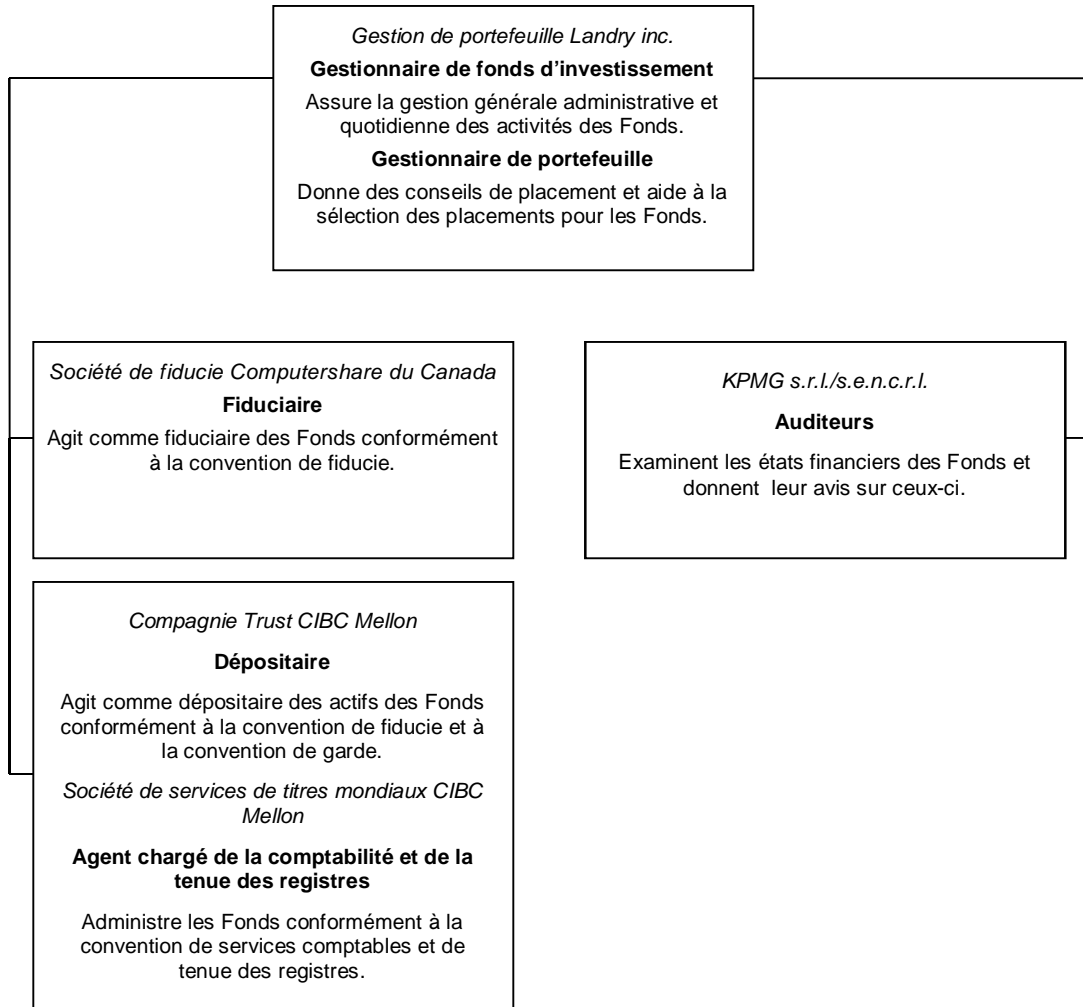 Gestion de portefeuille Landry inc.
Gestionnaire de fonds d'investissement
Assure la gestion générale administrative et
quotidienne des activités des Fonds.
Gestionnaire de portefeuille
Donne des conseils de placement et aide à la
sélection des placements pour les Fonds.
Société de fiducie Computershare du Canada
Fiduciaire
Agit comme fiduciaire des Fonds conformément
à la convention de fiducie.
KPMG s.r.l./s.e.n.c.r.l.
Auditeurs
Examinent les états financiers des Fonds et
donnent leur avis sur ceux-ci.
Compagnie Trust CIBC Mellon
Dépositaire
Agit comme dépositaire des actifs des Fonds
conformément à la convention de fiducie et à
la convention de garde.
Société de services de titres mondiaux CIBC
Mellon
Agent chargé de la comptabilité et de la
tenue des registres
Administre les Fonds conformément à la
convention de services comptables et de
tenue des registres.